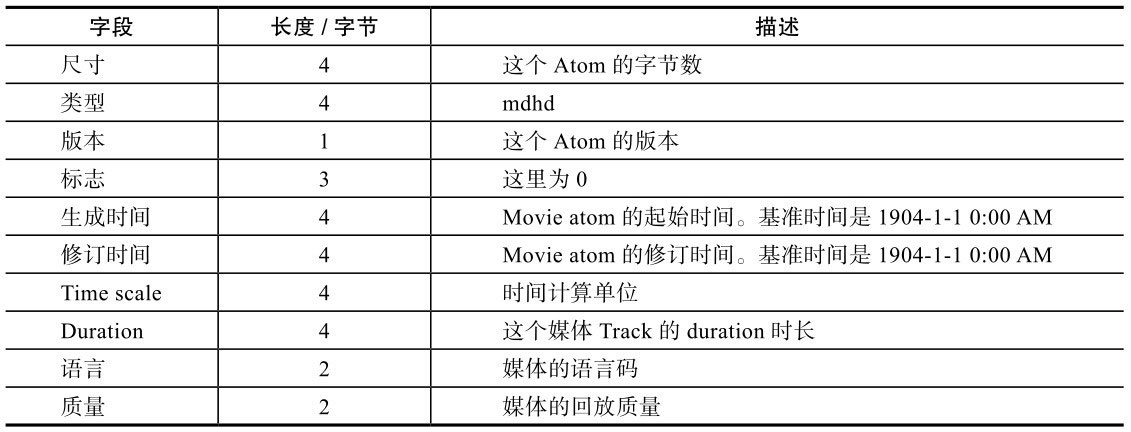 字段 长度 / 字节 描述
尺寸 4 这个 Atom 的字节数
类型 4 mdhd
版本 1 这个 Atom 的版本
标志 3 这里为 0
生成时间 4 Movie atom 的起始时间。基准时间是 1904-1-1 0:00 AM
修订时间 4 Movie atom 的修订时间。基准时间是 1904-1-1 0:00 AM
Time scale 4 时间计算单位
Duration 4 这个媒体 Track 的 duration 时长
语言 2 媒体的语言码
质量 2 媒体的回放质量